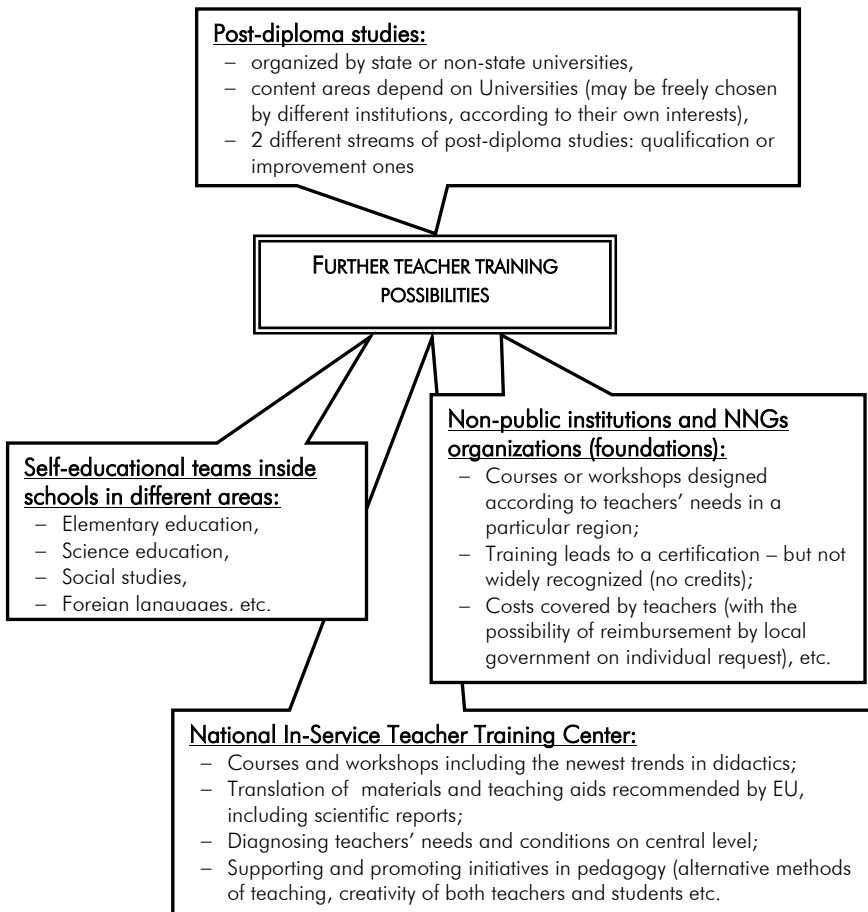 Post-diploma studies:
– organized by state or non-state universities,
– content areas depend on Universities (may be freely chosen
by different institutions, according to their own interests),
– 2 different streams of post-diploma studies: qualification or
improvement ones
FURTHER TEACHER TRAINING
POSSIBILITIES
Self-educational teams inside
schools in different areas:
– Elementary education,
– Science education,
– Social studies,
– Foreign languages, etc.
Non-public institutions and NNGs
organizations (foundations):
– Courses or workshops designed
according to teachers’ needs in a
particular region;
– Training leads to a certification – but not
widely recognized (no credits);
– Costs covered by teachers (with the
possibility of reimbursement by local
government on individual request), etc.
National In-Service Teacher Training Center:
– Courses and workshops including the newest trends in didactics;
– Translation of materials and teaching aids recommended by EU,
including scientific reports;
– Diagnosing teachers’ needs and conditions on central level;
– Supporting and promoting initiatives in pedagogy (alternative methods
of teaching, creativity of both teachers and students etc.